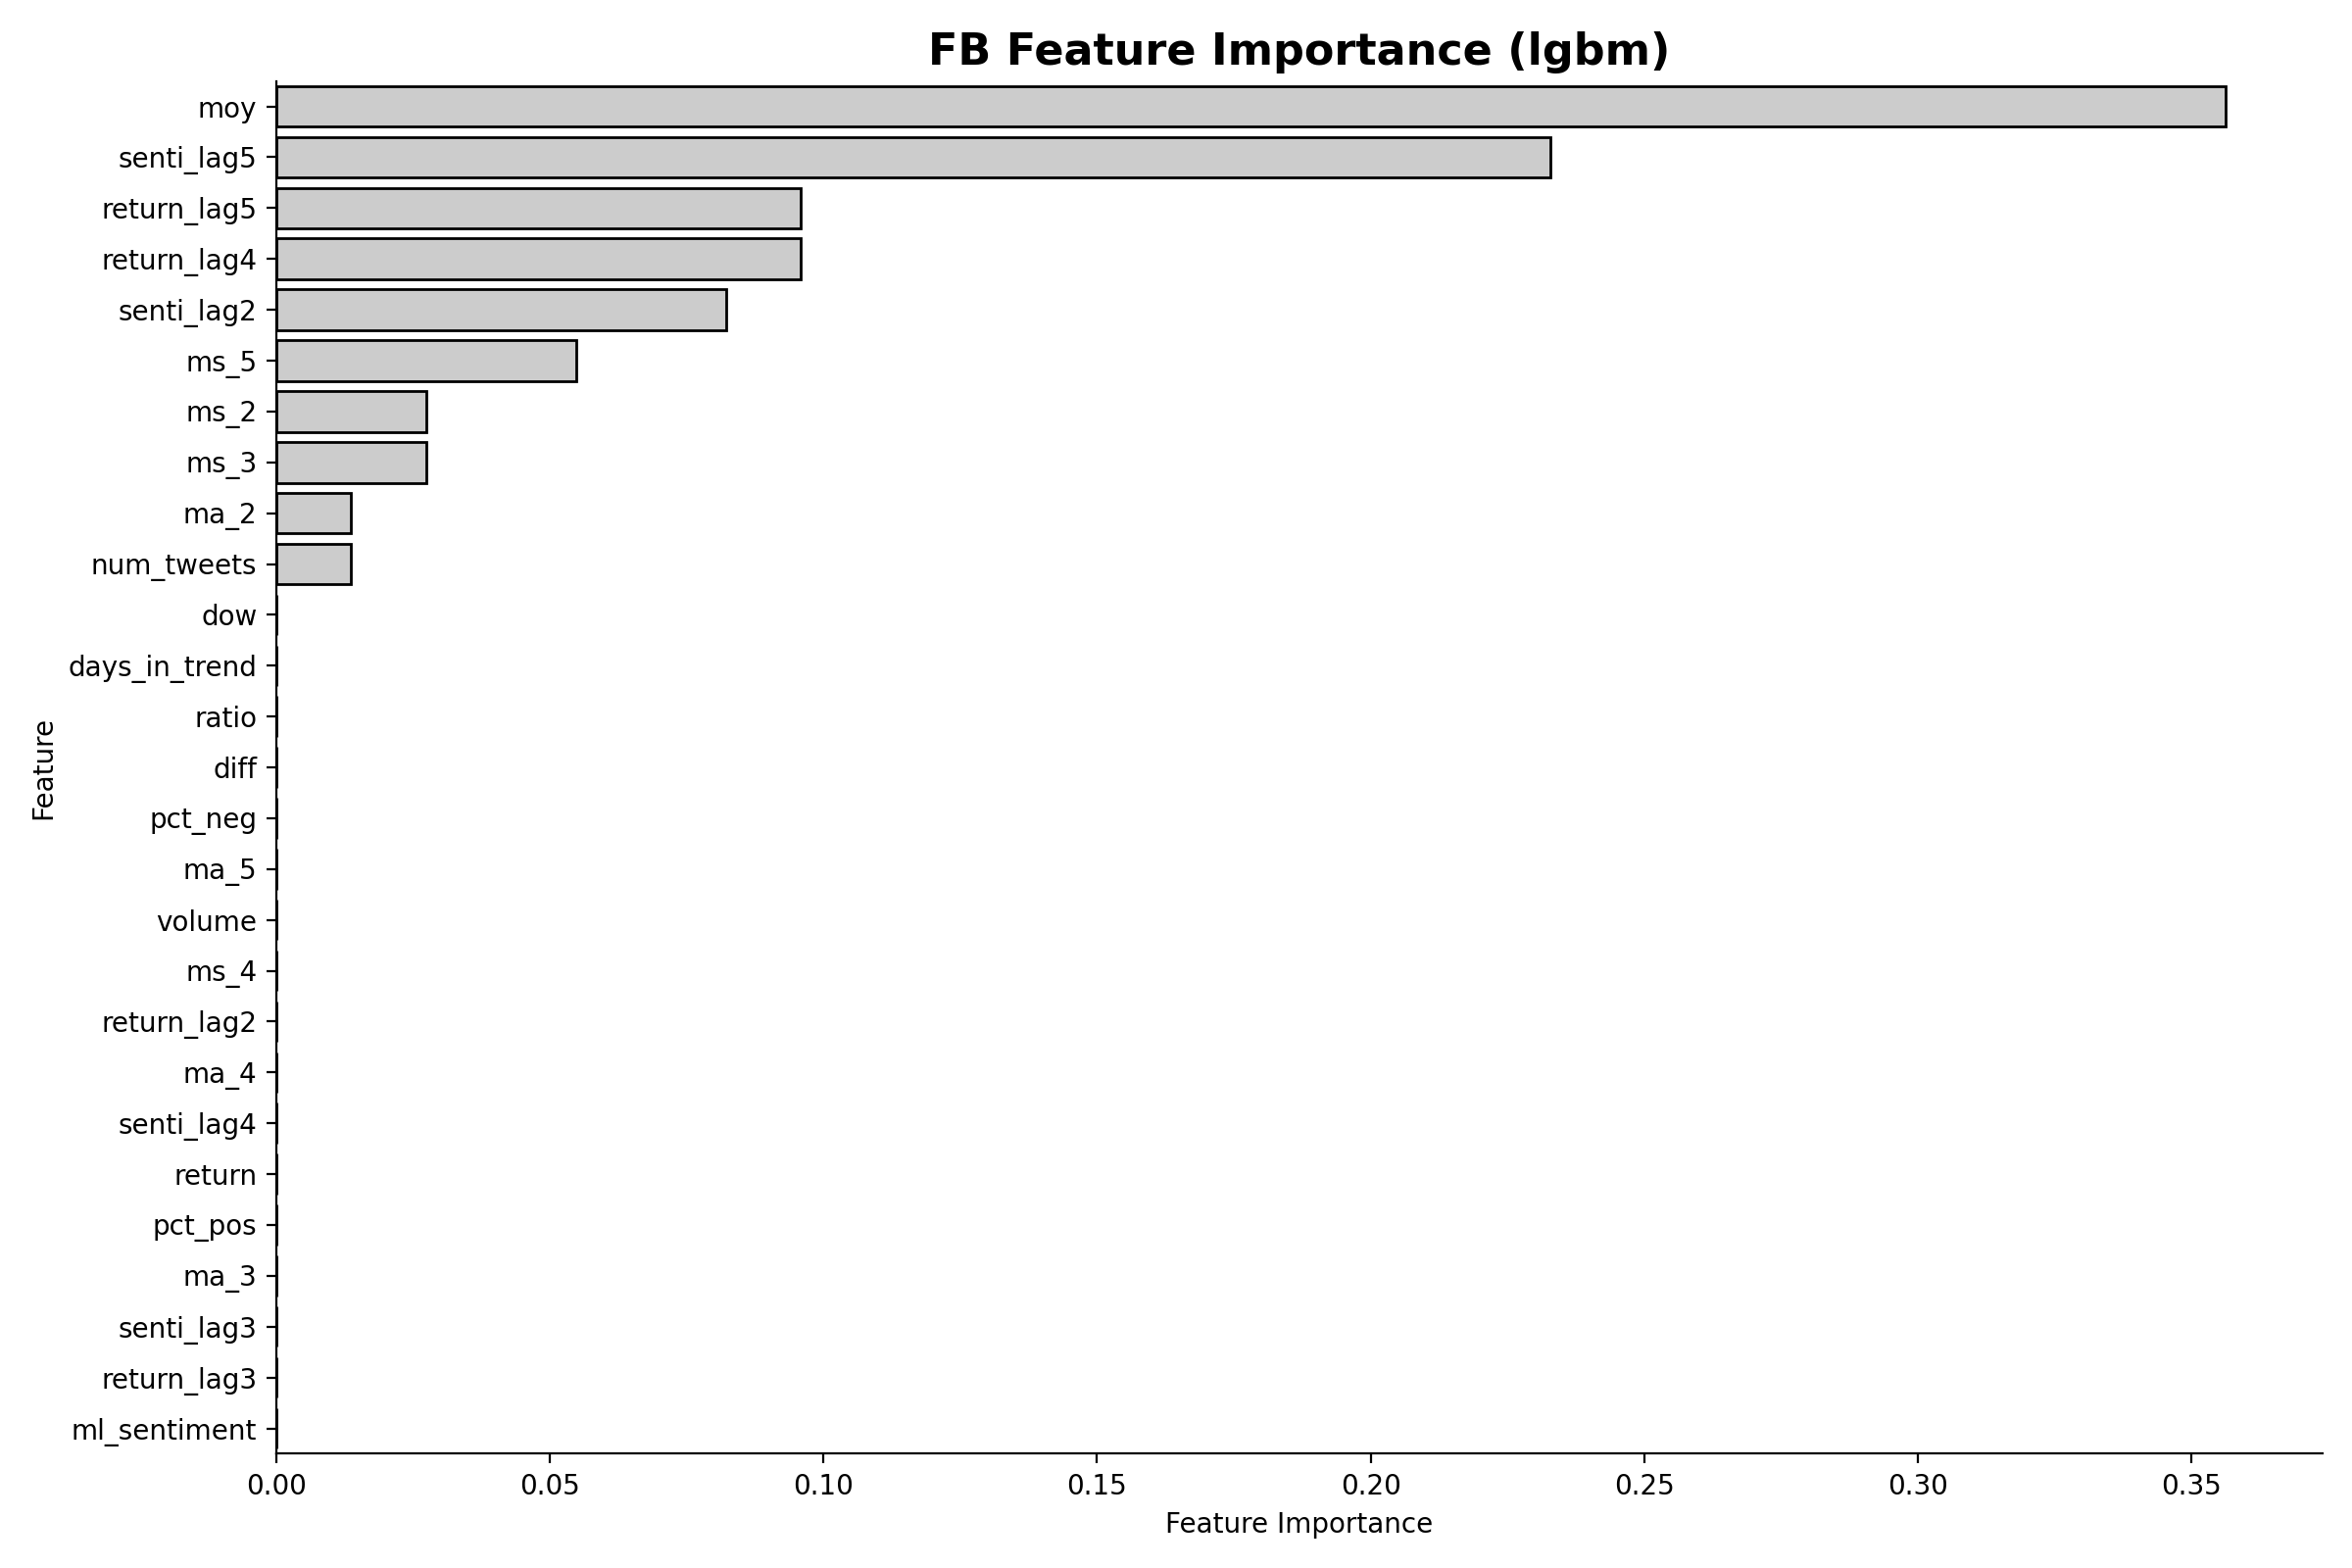 FB Feature Importance (lgbm)
moy
senti_lag5
return_lag5
return_lag4
senti_lag2
ms_5
ms_2
ms_3
ma_2
num_tweets
dow
days_in_trend
ratio
diff
pct_neg
ma_5
volume
ms_4
return_lag2
ma_4
senti_lag4
return
pct_pos
ma_3
senti_lag3
return_lag3
ml_sentiment
Feature
0.00 0.05 0.10 0.15 0.20 0.25 0.30 0.35
Feature Importance